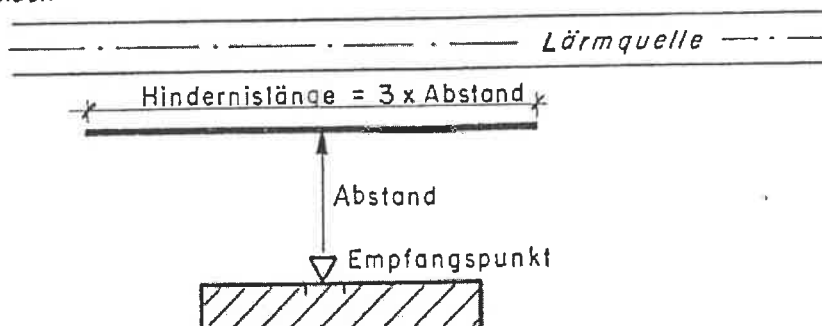 Lärmquelle
Hindernislänge = 3 x Abstand
Abstand
Empfangspunkt